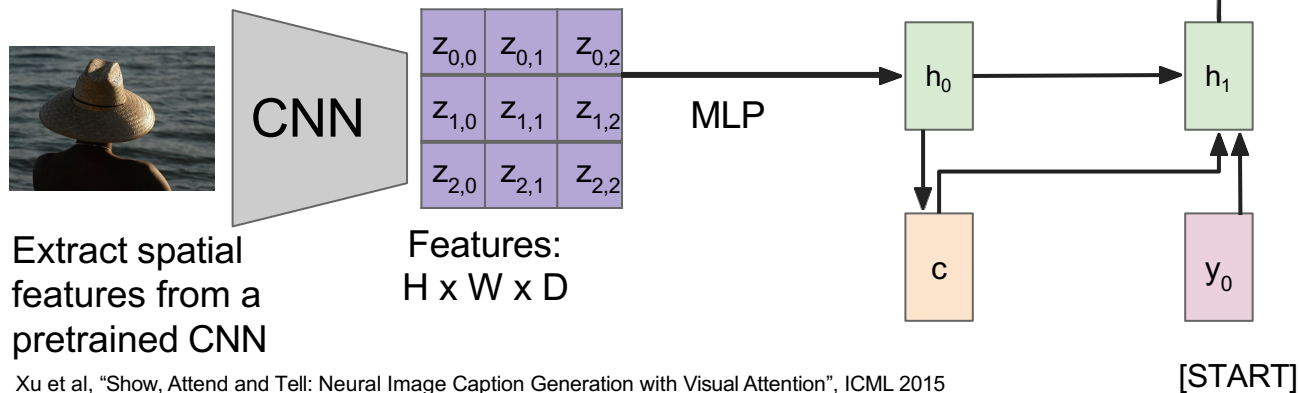 CNN
z0,0 z0,1 z0,2
z1,0 z1,1 z1,2
z2,0 z2,1 z2,2
MLP
h0
h1
c
y0
Extract spatial
features from a
pretrained CNN
Features:
H x W x D
[START]
Xu et al, “Show, Attend and Tell: Neural Image Caption Generation with Visual Attention”, ICML 2015